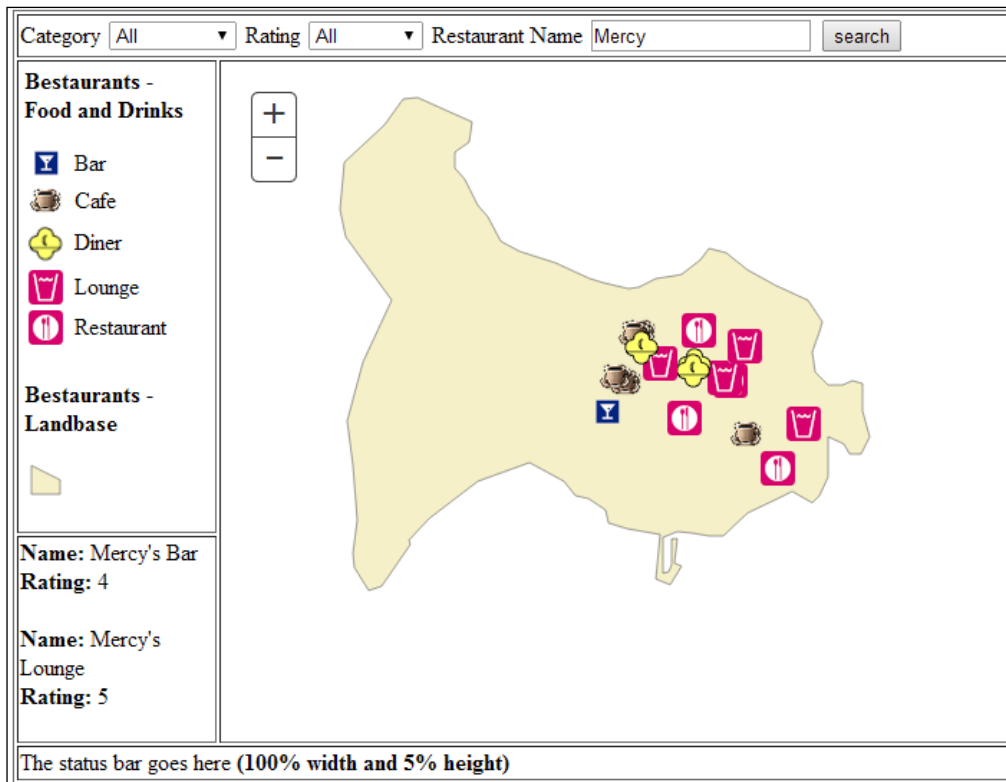 Category All Rating All Restaurant Name Mercy search
Bestaurants -
Food and Drinks
Bar
Cafe
Diner
Lounge
Restaurant
Bestaurants -
Landbase
+
−
Name: Mercy's Bar
Rating: 4
Name: Mercy's
Lounge
Rating: 5
The status bar goes here (100% width and 5% height)